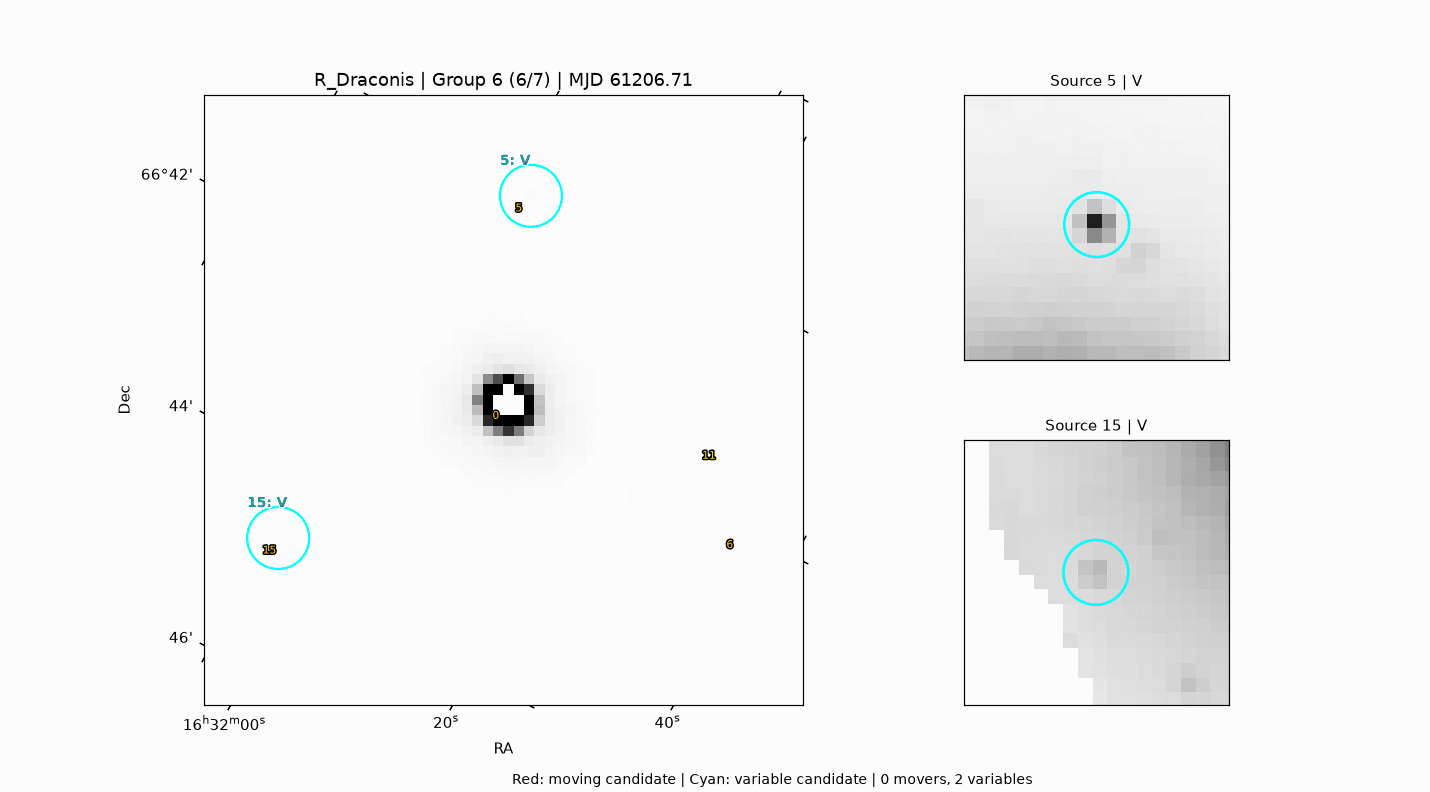 R_Draconis | Group 6 (6/7) | MJD 61206.71
Source 5 | V
5: V
66°42'
5
Dec
44'
0
11
Source 15 | V
15: V
15
6
46'
16ʰ32ᵐ00ˢ
20ˢ
40ˢ
RA
Red: moving candidate | Cyan: variable candidate | 0 movers, 2 variables